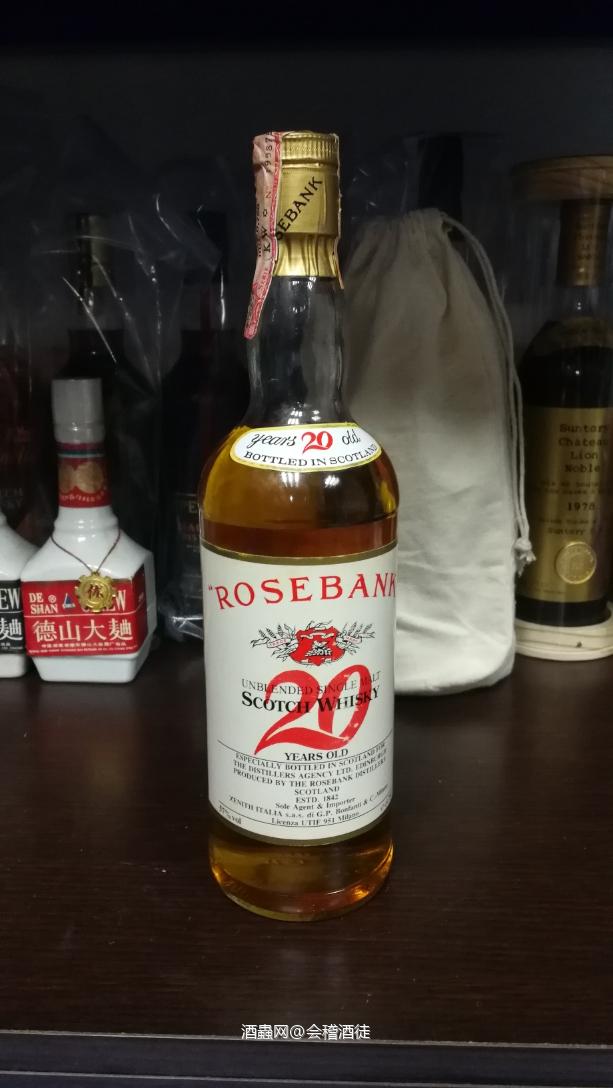 ROSEBANK
years 20 old
BOTTLED IN SCOTLAND
"ROSEBANK
UNBLENDED SINGLE MALT
SCOTCH WHISKY
20
YEARS OLD
ESPECIALLY BOTTLED IN SCOTLAND FOR
THE DISTILLERS AGENCY LTD. EDINBURGH
PRODUCED BY THE ROSEBANK DISTILLERY
SCOTLAND
ESTD. 1842
Sole Agent & Importer
ZENITH ITALIA s.a.s. di G.P. Bonfanti & C. Milano
Licenza UTIF 951 Milano
57% vol
DE SHAN
德山大麯
Suntory
Chateau
Lion
Noble
1978
酒蟲网@会稽酒徒